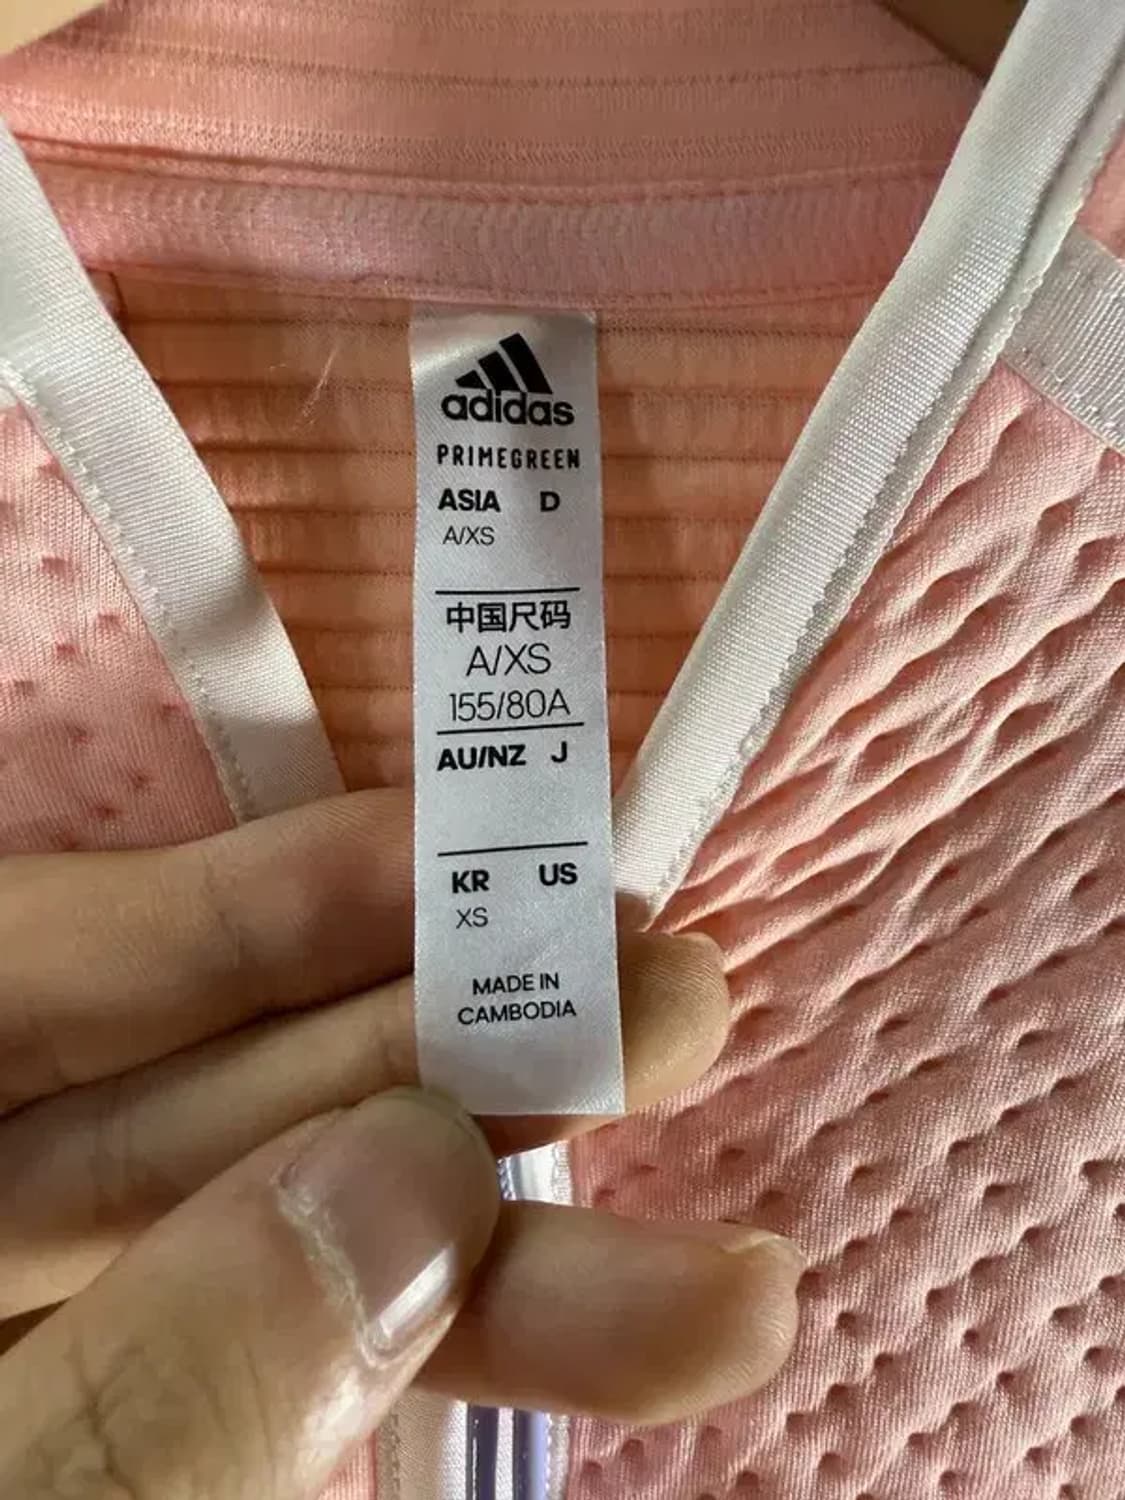 adidas
PRIMEGREEN
ASIA D
A/XS
中国尺码
A/XS
155/80A
AU/NZ J
KR US
XS
MADE IN
CAMBODIA